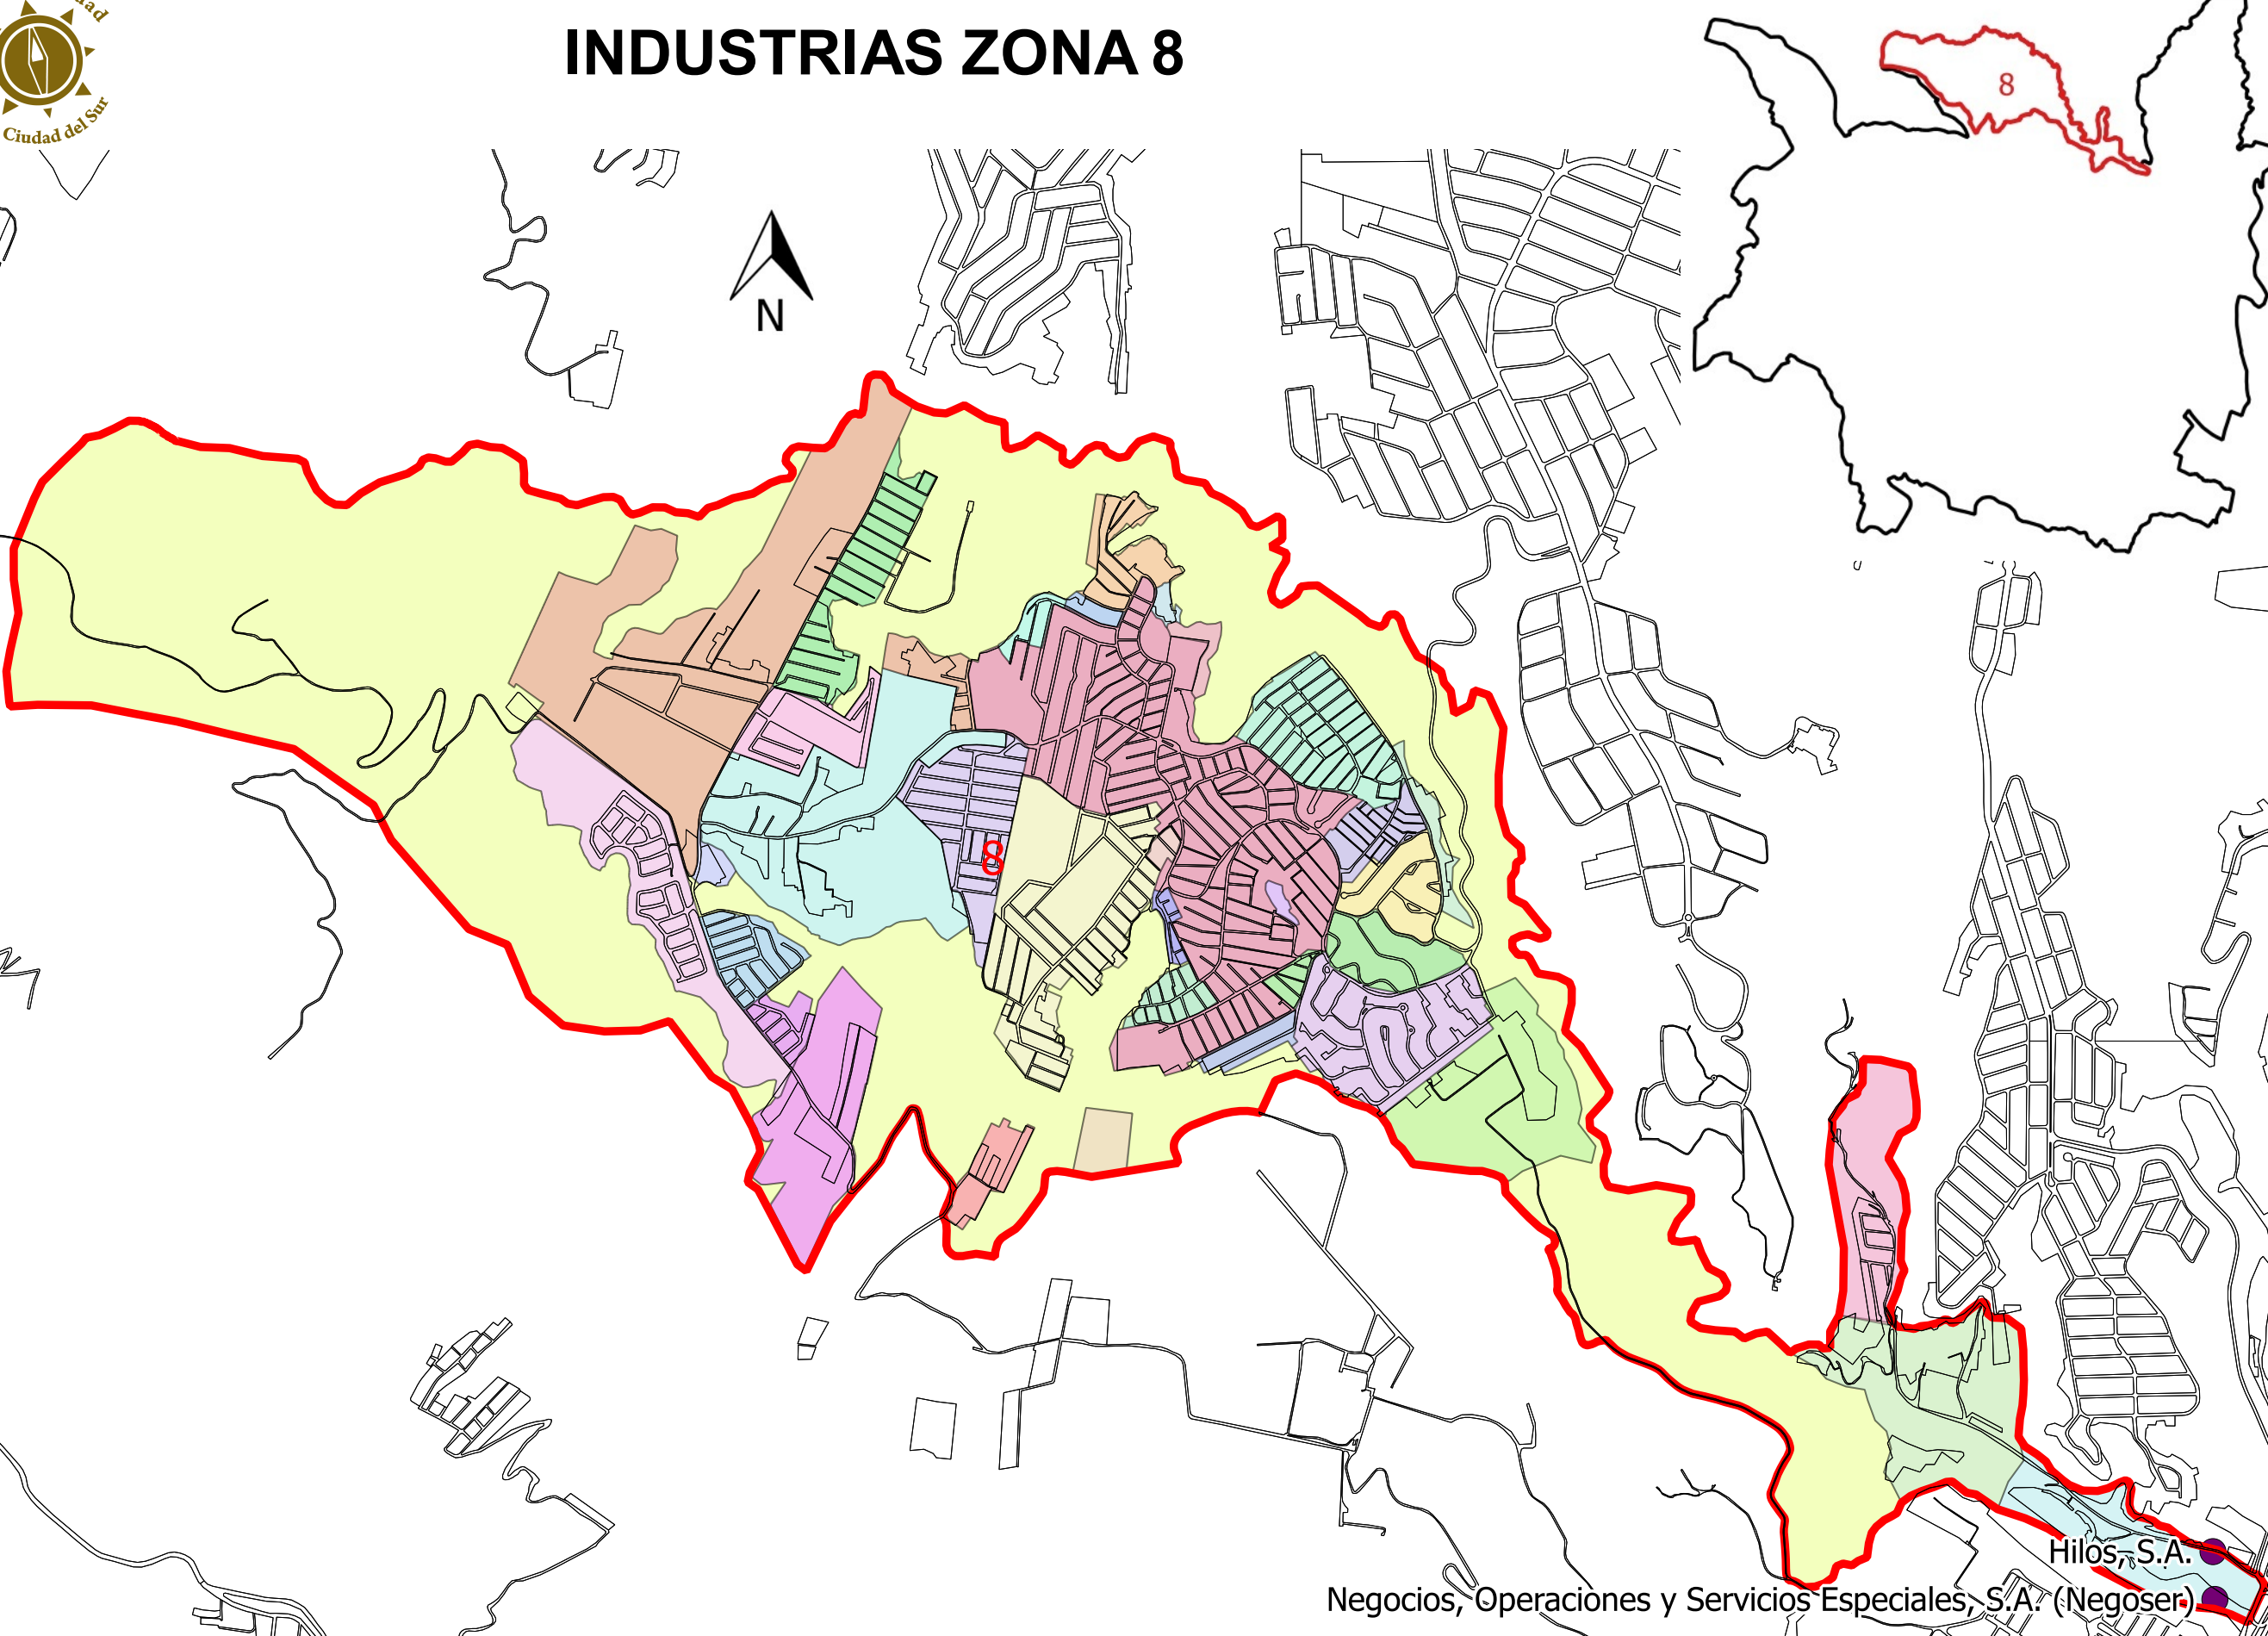 Ciudad del Sur
INDUSTRIAS ZONA 8
8
N
8
Hilos, S.A.
Negocios, Operaciones y Servicios Especiales, S.A. (Negoser)